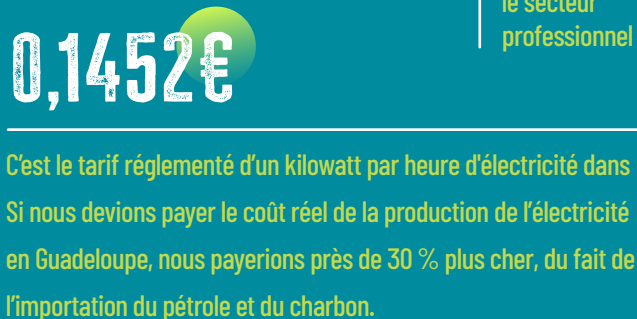 le secteur
professionnel
0,1452€
C’est le tarif réglementé d’un kilowatt par heure d'électricité dans
Si nous devions payer le coût réel de la production de l’électricité
en Guadeloupe, nous payerions près de 30 % plus cher, du fait de
l’importation du pétrole et du charbon.